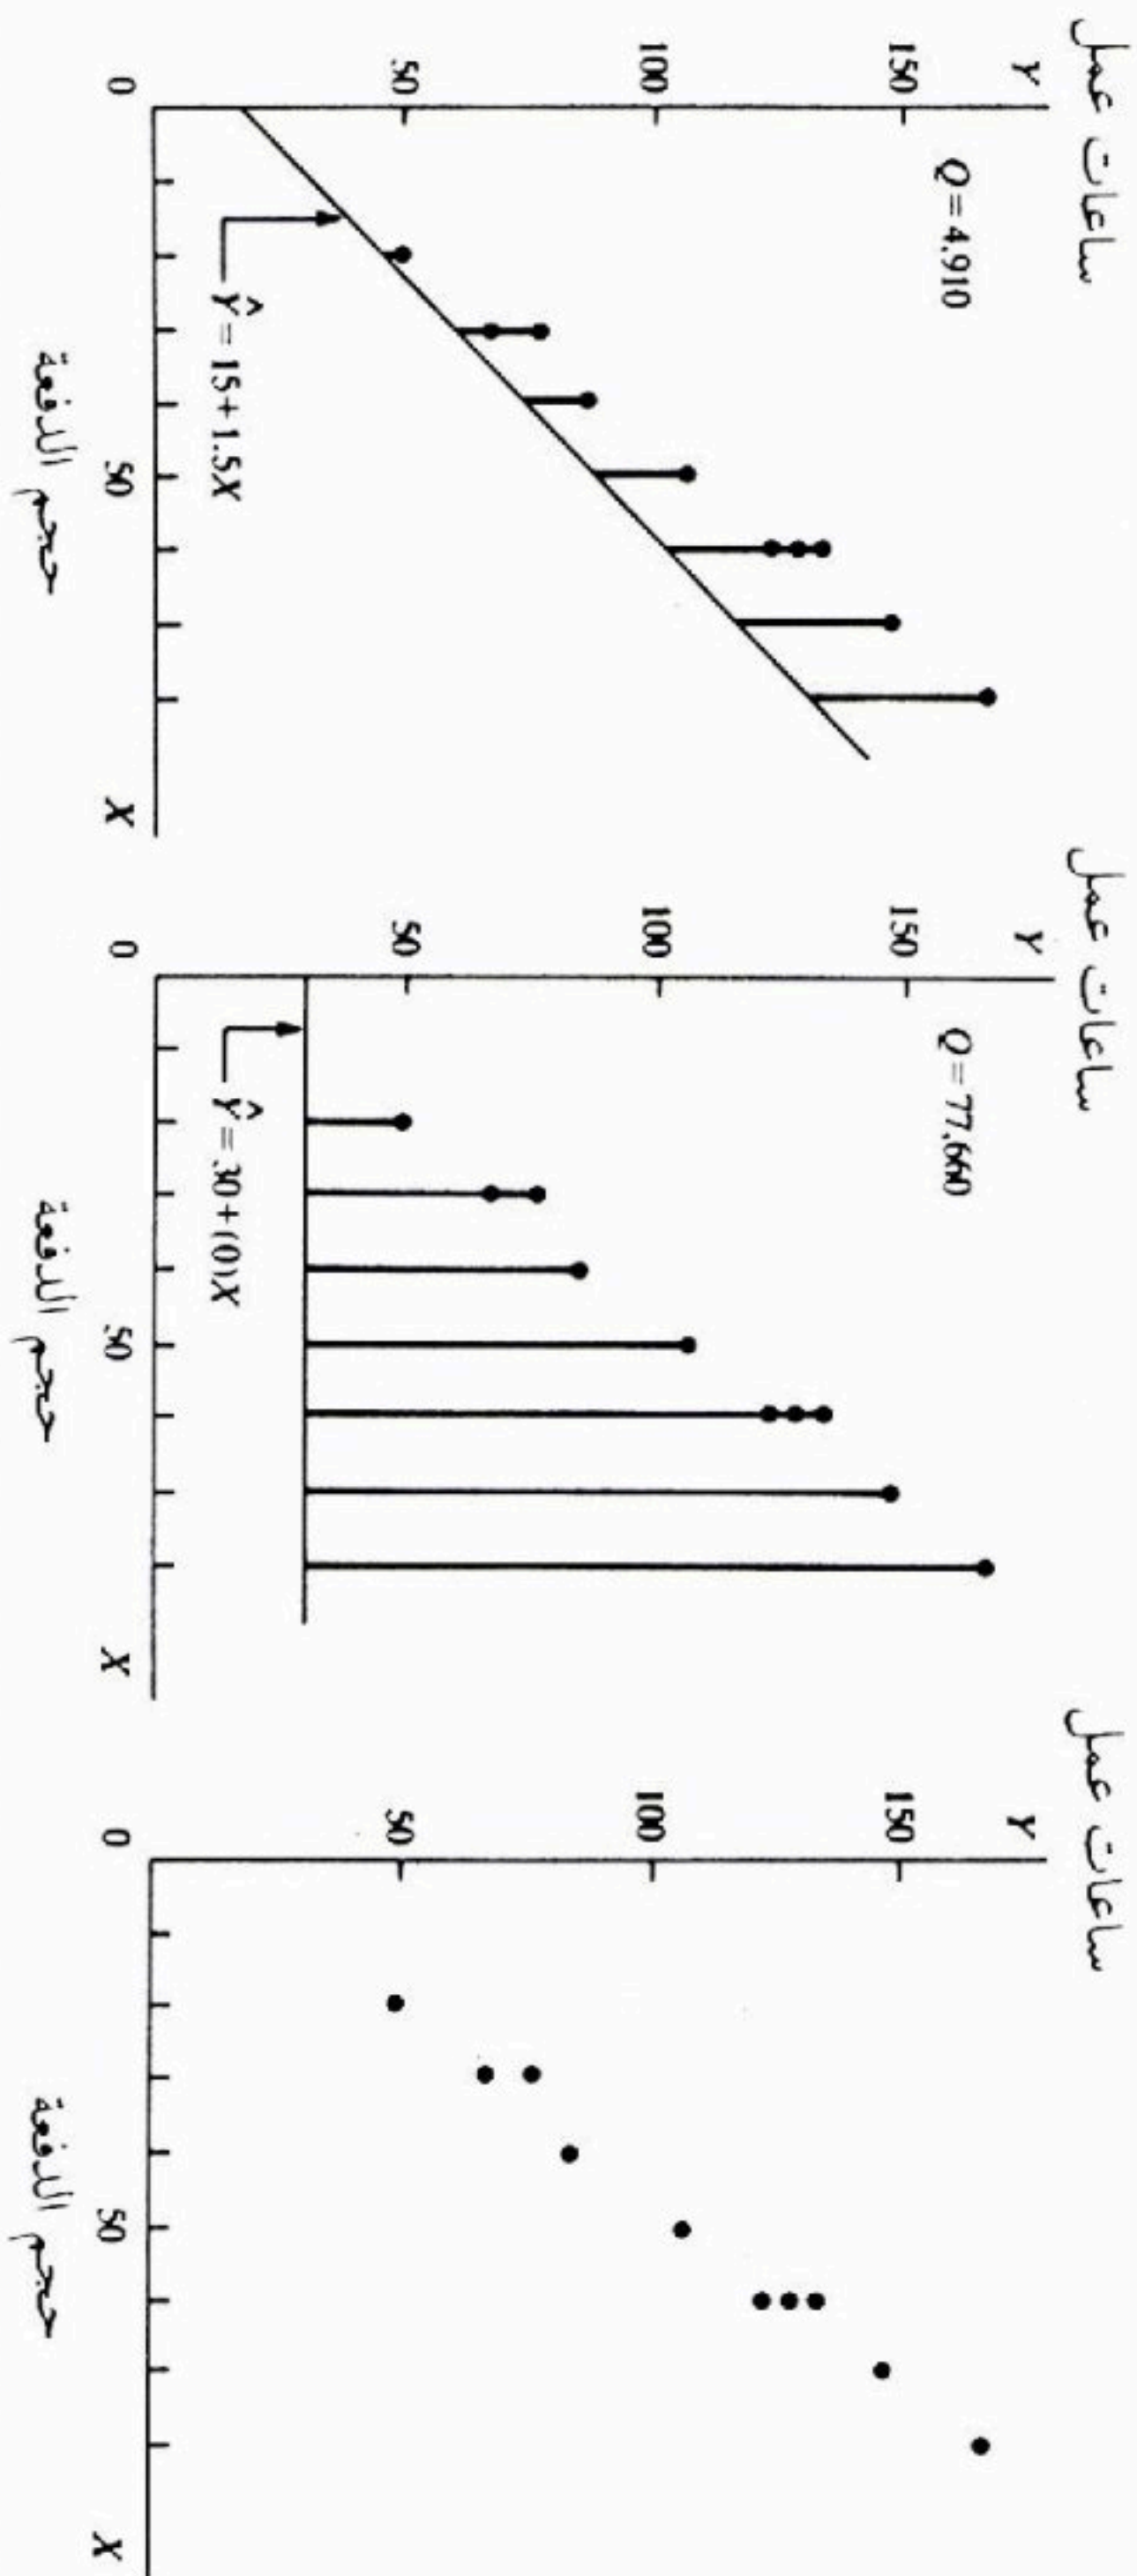 ساعات عمل
Y
Q = 4,910
150
100
50
0
Ŷ = 15 + 1.5X
50
X
حجم الدفعة
ساعات عمل
Y
Q = 77,660
150
100
50
0
Ŷ = 30 + (0)X
50
X
حجم الدفعة
ساعات عمل
Y
150
100
50
0
50
X
حجم الدفعة